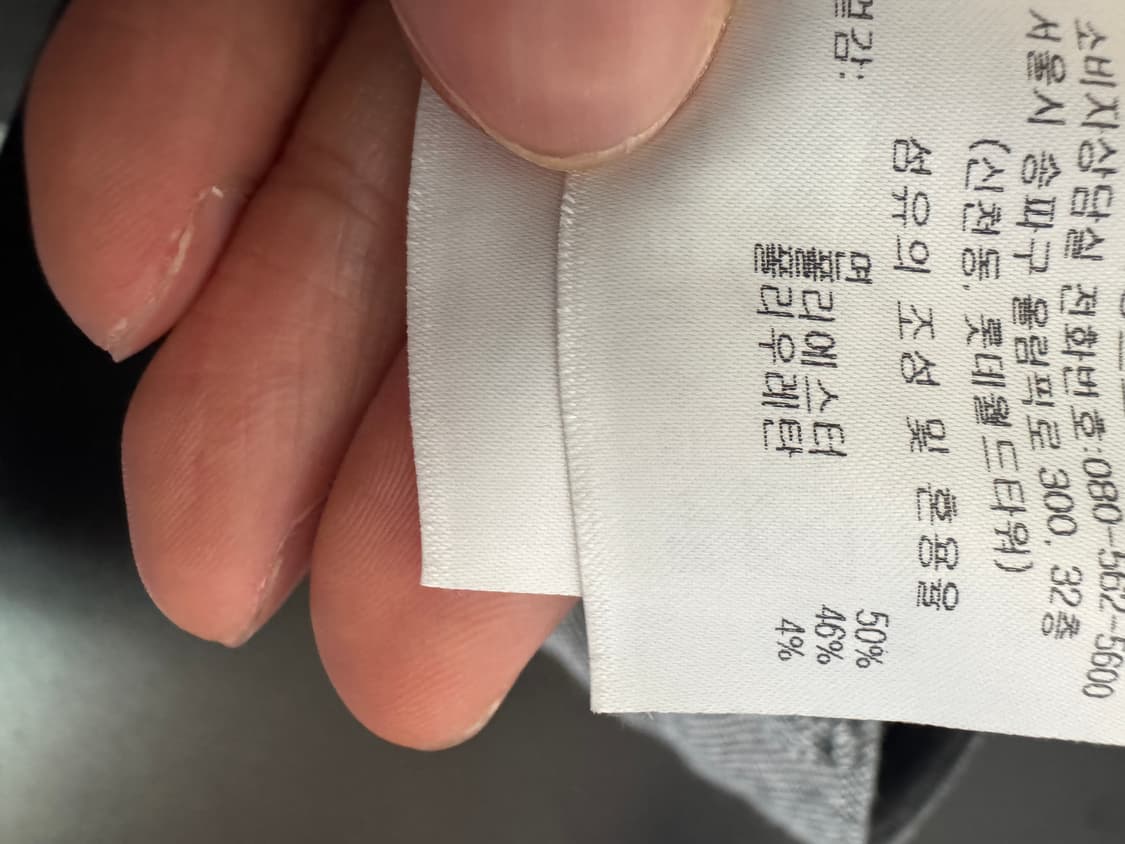 소비자상담실 전화번호:080-562-5600
서울시 송파구 올림픽로 300, 32층
(신천동, 롯데월드타워)
섬유의 조성 및 혼용율
겉감:
면 50%
폴리에스터 46%
폴리우레탄 4%